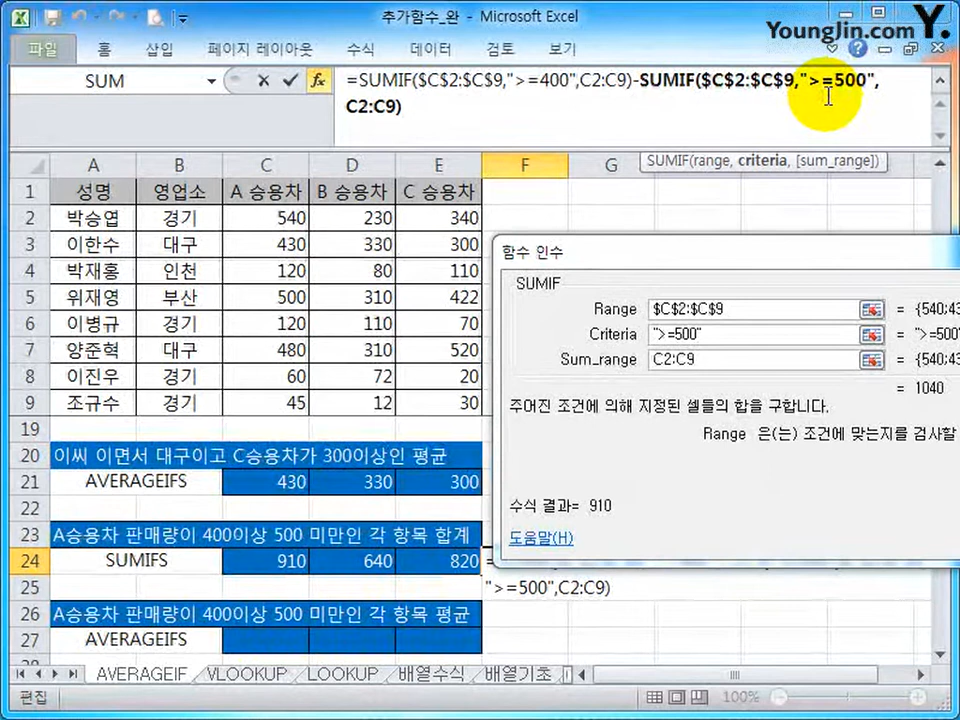 추가함수_완 - Microsoft Excel
YoungJin.com Y.
파일 홈 삽입 페이지 레이아웃 수식 데이터 검토 보기
SUM fx =SUMIF($C$2:$C$9,">=400",C2:C9)-SUMIF($C$2:$C$9,">=500",
C2:C9)
SUMIF(range, criteria, [sum_range])
A B C D E F G
1 성명 영업소 A 승용차 B 승용차 C 승용차
2 박승엽 경기 540 230 340
3 이한수 대구 430 330 300
4 박재홍 인천 120 80 110
5 위재영 부산 500 310 422
6 이병규 경기 120 110 70
7 양준혁 대구 480 310 520
8 이진우 경기 60 72 20
9 조규수 경기 45 12 30
19
20 이씨 이면서 대구이고 C승용차가 300이상인 평균
21 AVERAGEIFS 430 330 300
22
23 A승용차 판매량이 400이상 500 미만인 각 항목 합계
24 SUMIFS 910 640 820 =
25 ">=500",C2:C9)
26 A승용차 판매량이 400이상 500 미만인 각 항목 평균
27 AVERAGEIFS
함수 인수
SUMIF
Range $C$2:$C$9 = {540;43
Criteria ">=500" = ">=500"
Sum_range C2:C9 = {540;43
= 1040
주어진 조건에 의해 지정된 셀들의 합을 구합니다.
Range 은(는) 조건에 맞는지를 검사할
수식 결과= 910
도움말(H)
AVERAGEIF VLOOKUP LOOKUP 배열수식 배열기초
편집 100%